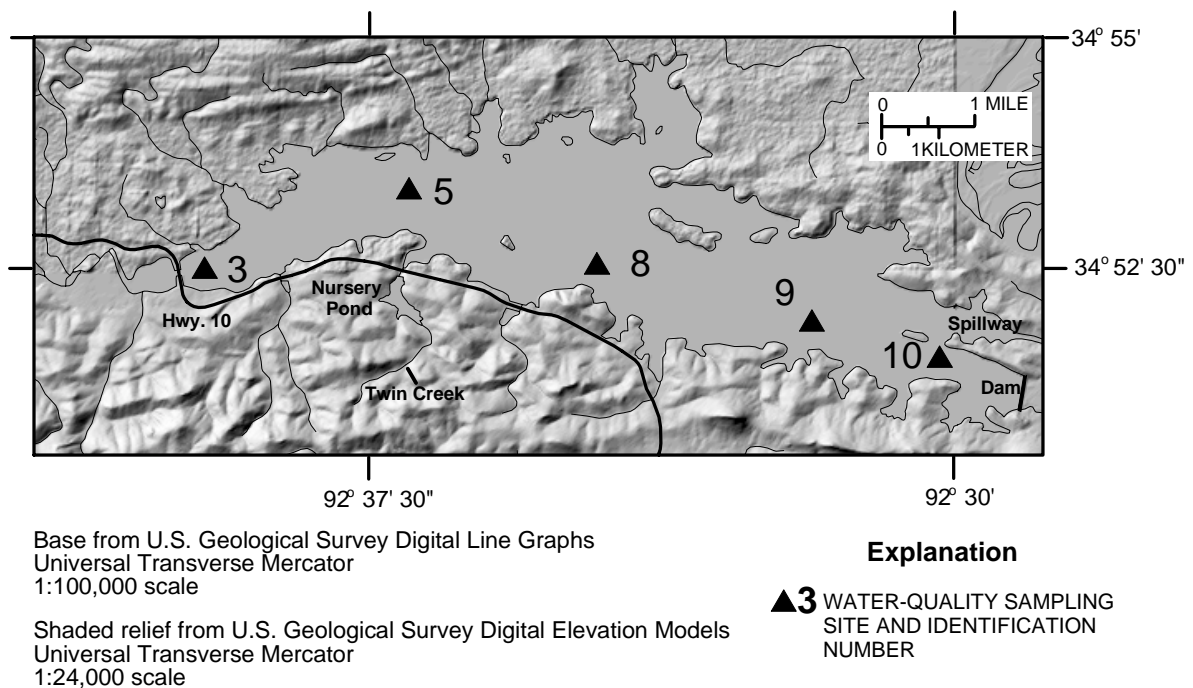 34° 55'
0 1 MILE
0 1 KILOMETER
5
3
8
34° 52' 30"
Nursery
Pond
9
Hwy. 10
Spillway
10
Twin Creek
Dam
92° 37' 30"
92° 30'
Base from U.S. Geological Survey Digital Line Graphs
Universal Transverse Mercator
1:100,000 scale
Shaded relief from U.S. Geological Survey Digital Elevation Models
Universal Transverse Mercator
1:24,000 scale
Explanation
3 WATER-QUALITY SAMPLING
SITE AND IDENTIFICATION
NUMBER